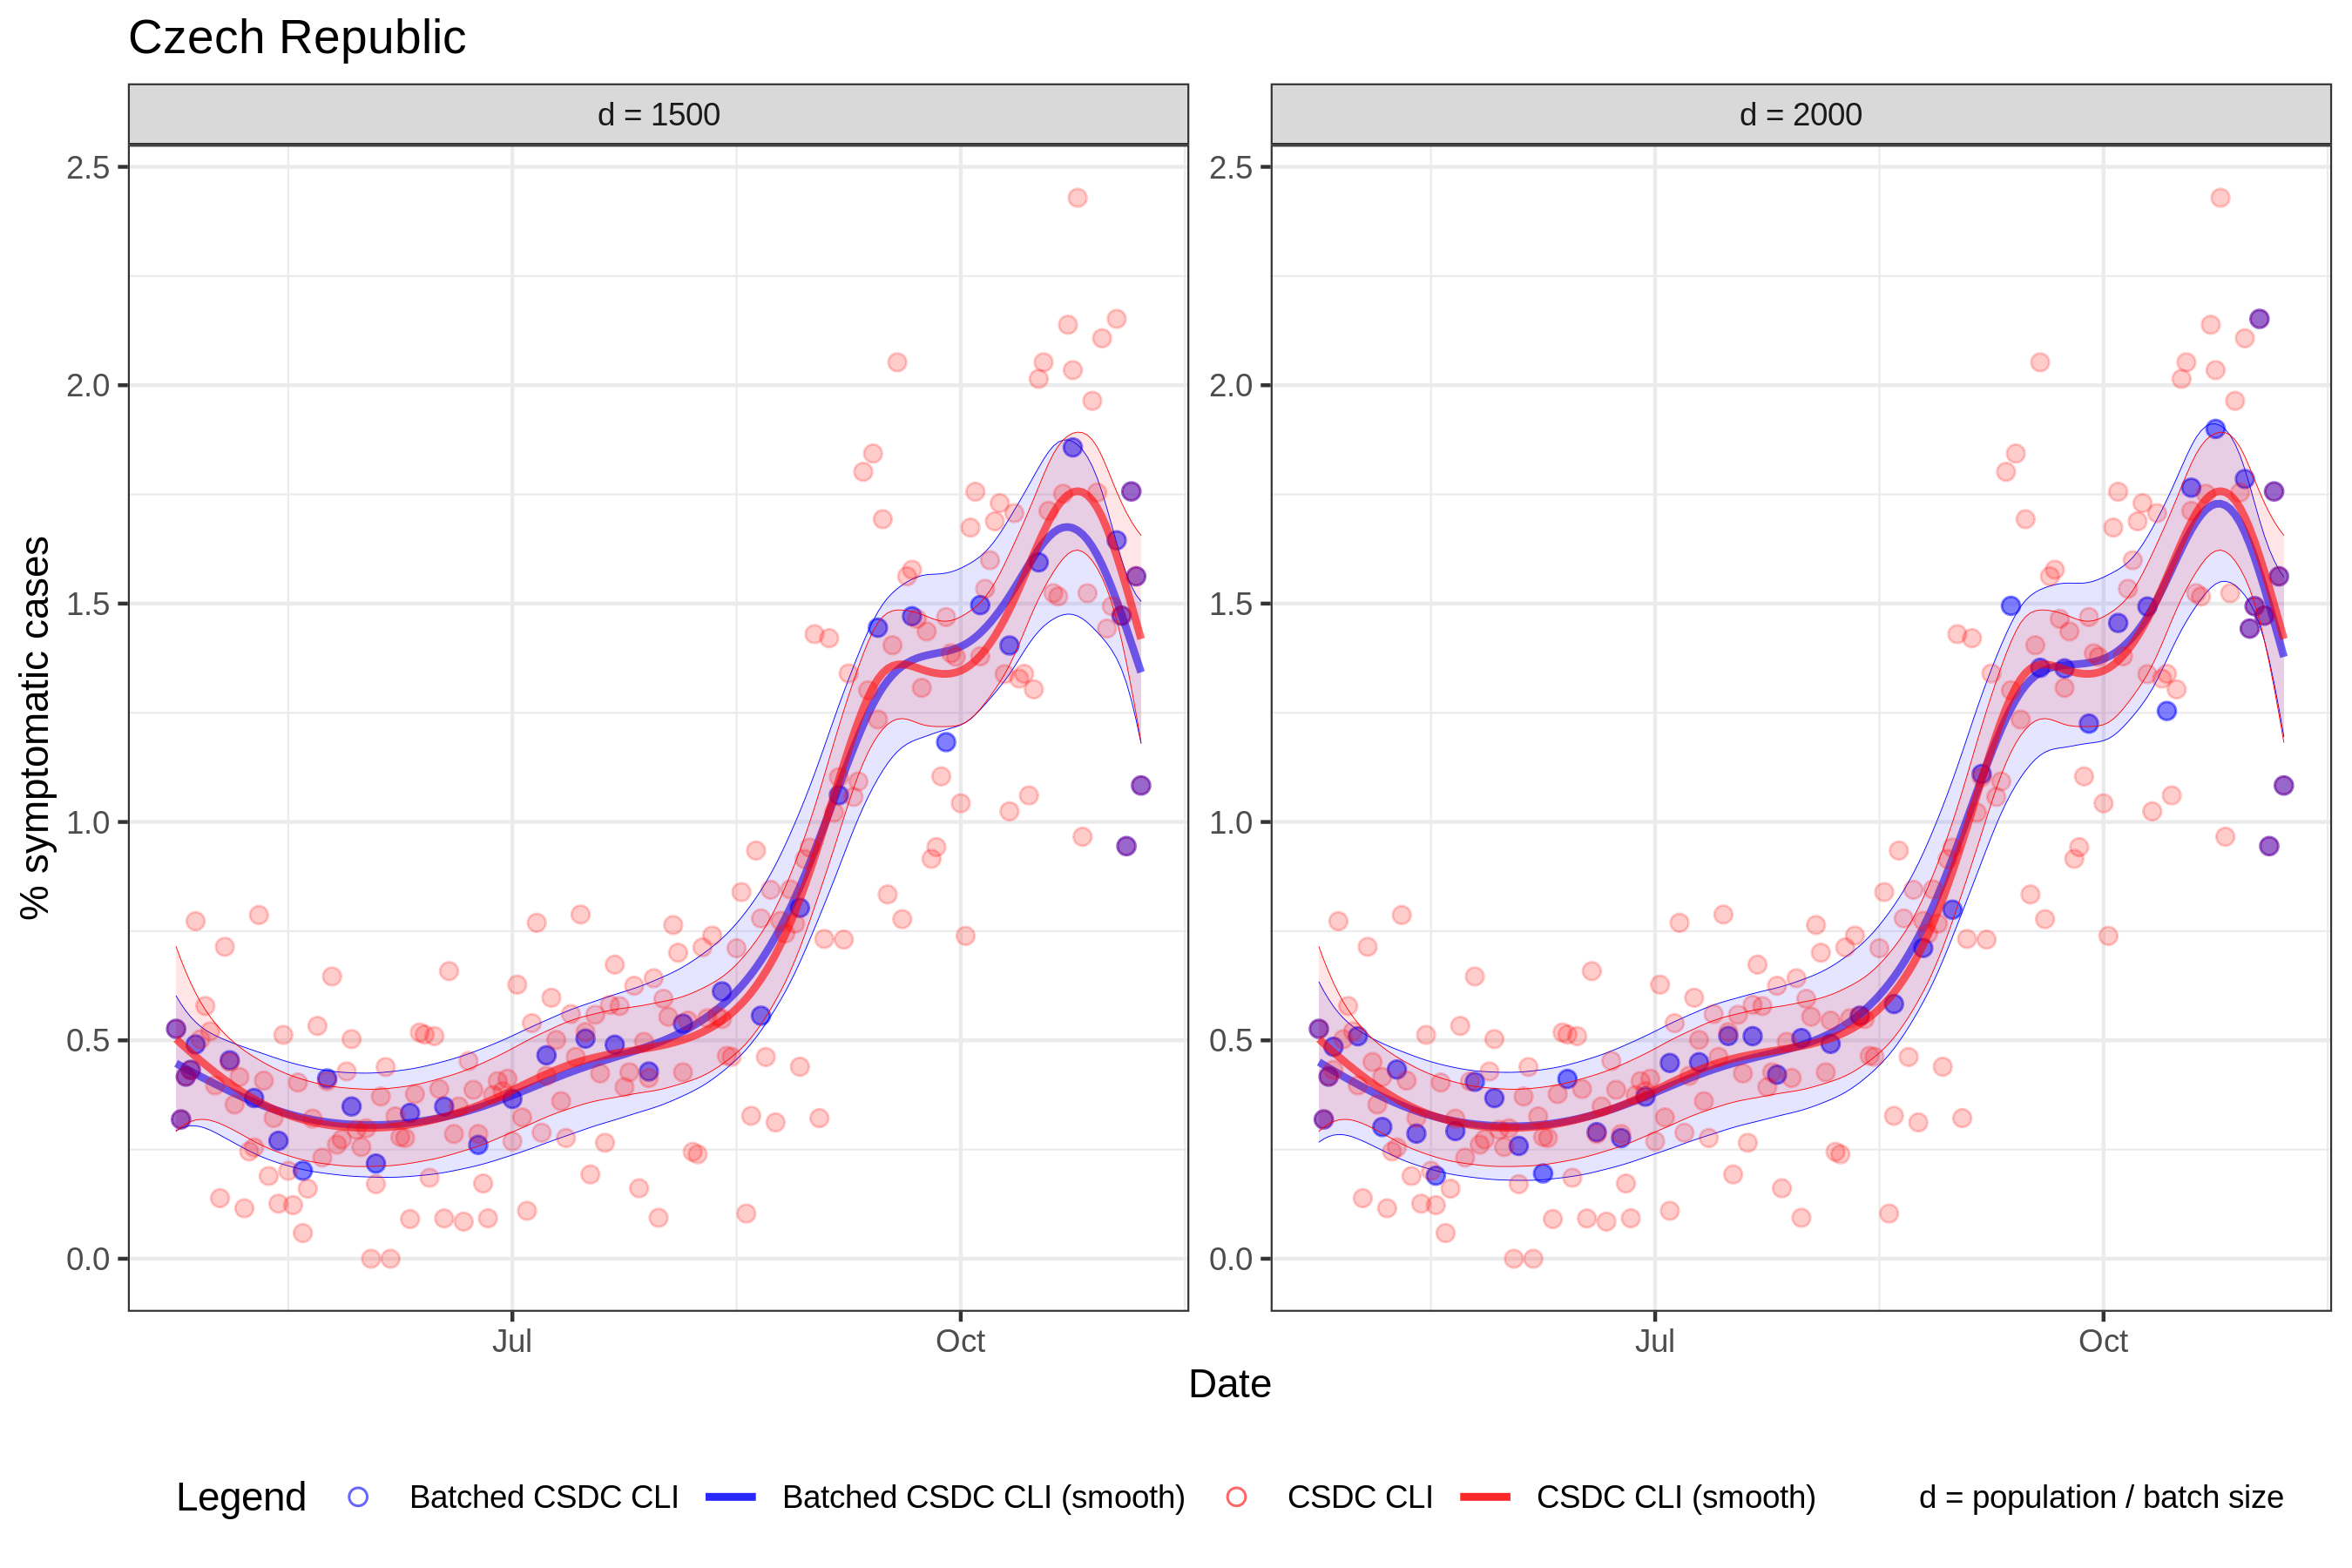 Czech Republic
d = 1500
d = 2000
2.5
2.0
1.5
1.0
0.5
0.0
2.5
2.0
1.5
1.0
0.5
0.0
% symptomatic cases
Jul
Oct
Jul
Oct
Date
Legend
Batched CSDC CLI
Batched CSDC CLI (smooth)
CSDC CLI
CSDC CLI (smooth)
d = population / batch size